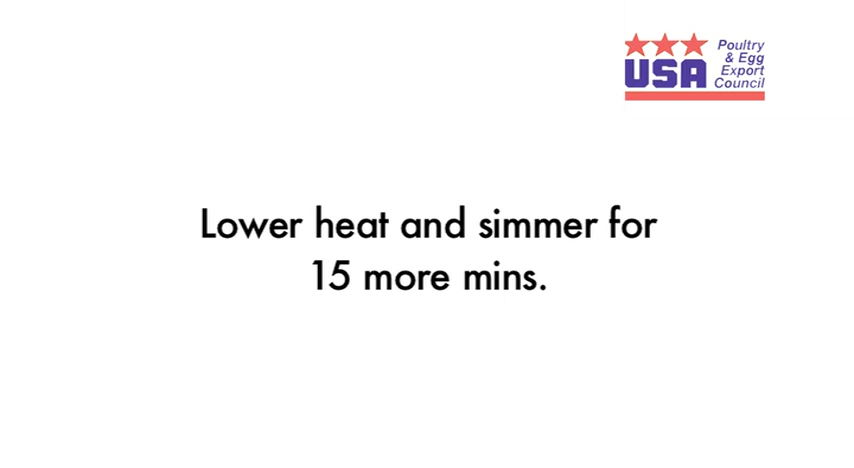 USA
Poultry
& Egg
Export
Council
Lower heat and simmer for
15 more mins.